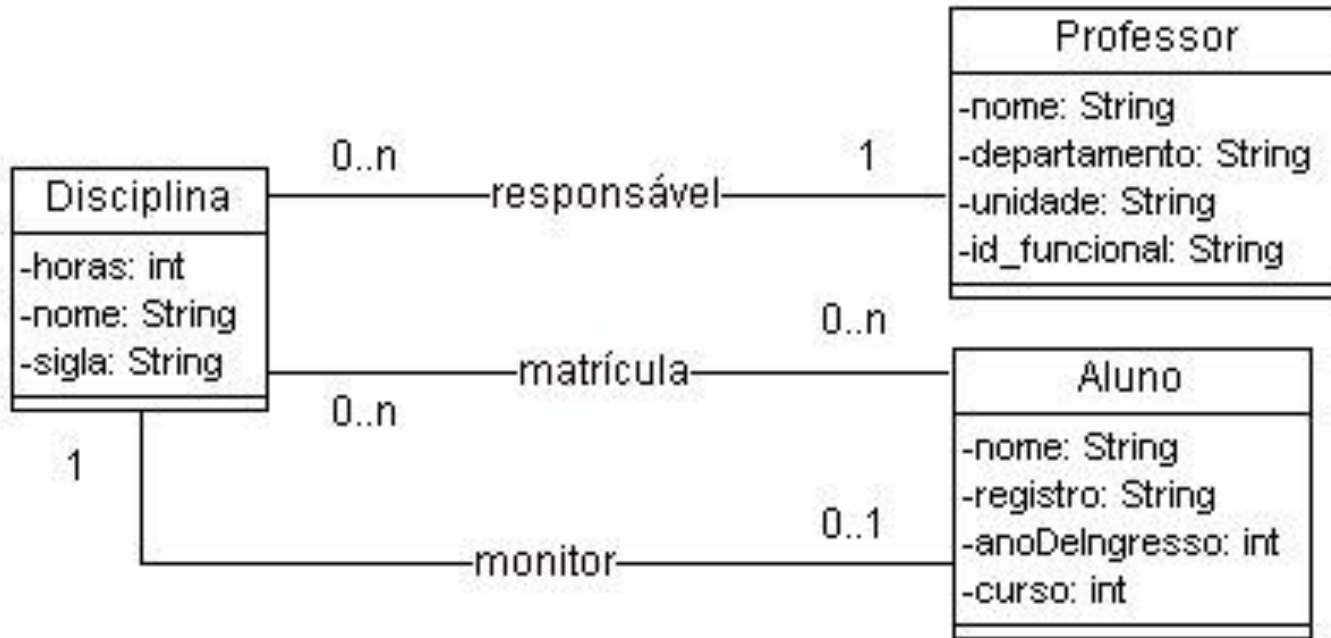 Professor
-nome: String
-departamento: String
-unidade: String
-id_funcional: String
0..n
1
responsável
Disciplina
-horas: int
-nome: String
-sigla: String
0..n
matrícula
0..n
Aluno
-nome: String
-registro: String
-anoDeIngresso: int
-curso: int
1
0..1
monitor